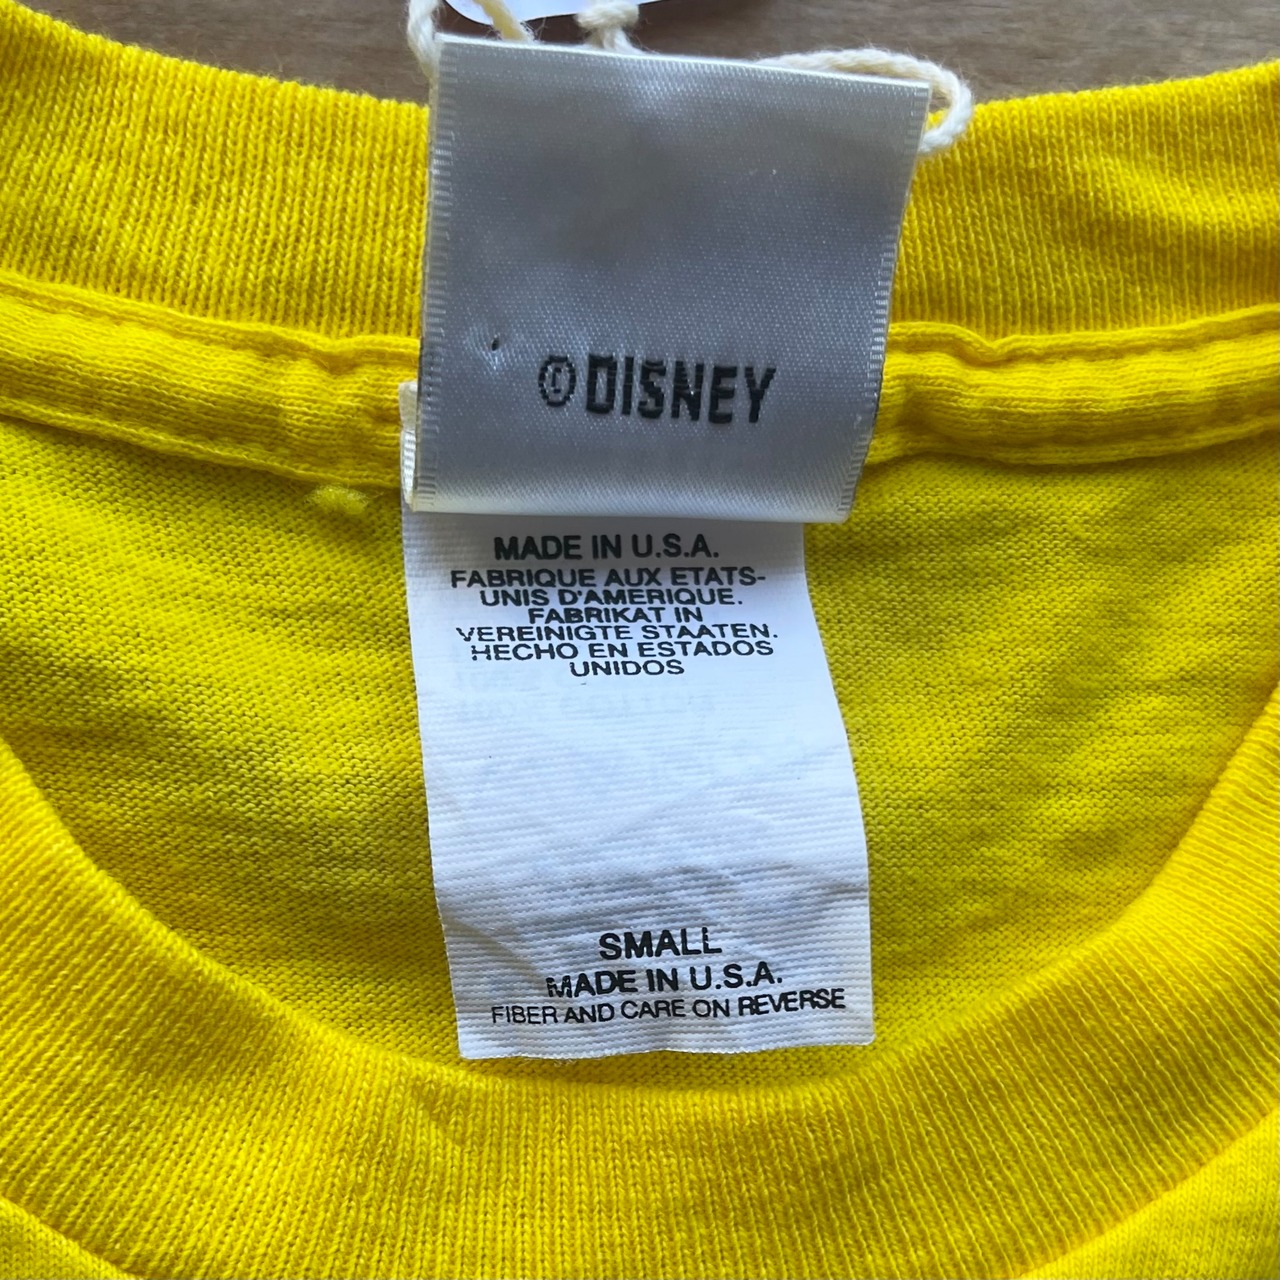 ©DISNEY
MADE IN U.S.A.
FABRIQUE AUX ETATS-
UNIS D'AMERIQUE.
FABRIKAT IN
VEREINIGTE STAATEN.
HECHO EN ESTADOS
UNIDOS
SMALL
MADE IN U.S.A.
FIBER AND CARE ON REVERSE